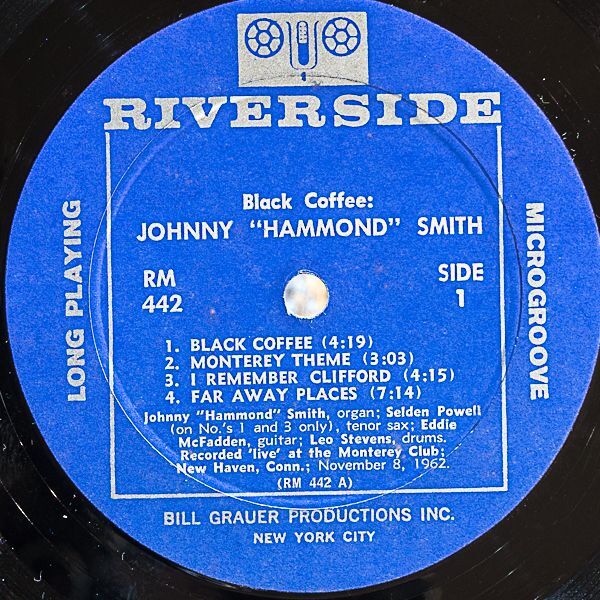 RIVERSIDE
Black Coffee:
JOHNNY "HAMMOND" SMITH
RM
442
SIDE
1
LONG PLAYING
MICROGROOVE
1. BLACK COFFEE (4:19)
2. MONTEREY THEME (3:03)
3. I REMEMBER CLIFFORD (4:15)
4. FAR AWAY PLACES (7:14)
Johnny "Hammond" Smith, organ; Selden Powell
(on No.'s 1 and 3 only), tenor sax; Eddie
McFadden, guitar; Leo Stevens, drums.
Recorded 'live' at the Monterey Club;
New Haven, Conn.; November 8, 1962.
(RM 442 A)
BILL GRAUER PRODUCTIONS INC.
NEW YORK CITY